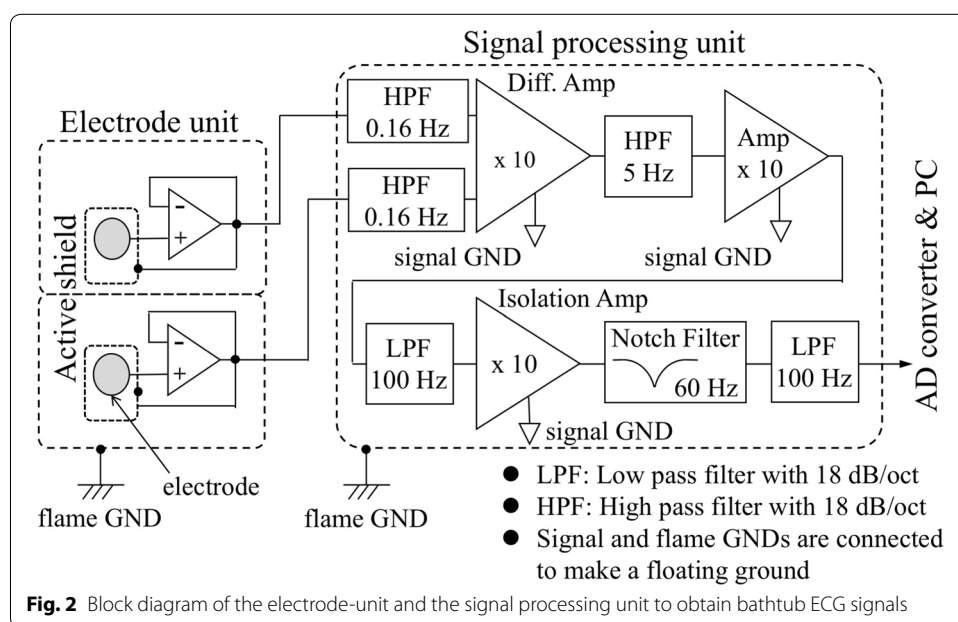 Signal processing unit
Electrode unit
Active shield
electrode
flame GND
HPF
0.16 Hz
HPF
0.16 Hz
Diff. Amp
x 10
signal GND
HPF
5 Hz
Amp
x 10
signal GND
LPF
100 Hz
Isolation Amp
x 10
signal GND
Notch Filter
60 Hz
LPF
100 Hz
AD converter & PC
flame GND
● LPF: Low pass filter with 18 dB/oct
● HPF: High pass filter with 18 dB/oct
● Signal and flame GNDs are connected
to make a floating ground
Fig. 2 Block diagram of the electrode-unit and the signal processing unit to obtain bathtub ECG signals